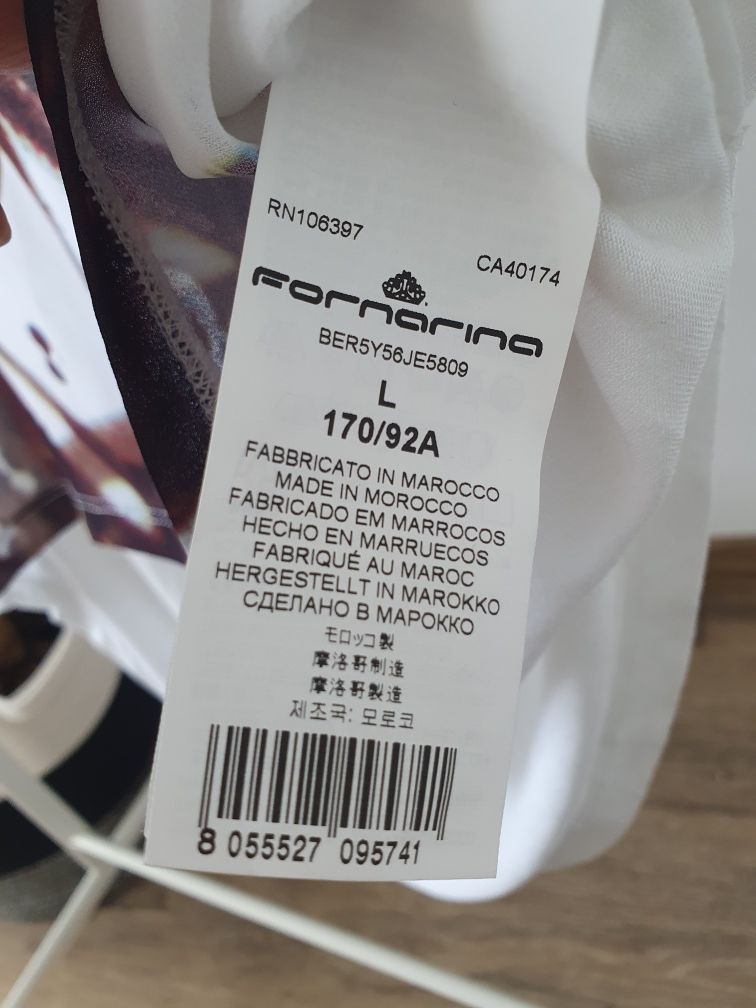 RN106397
CA40174
Fornarina
BER5Y56JE5809
L
170/92A
FABBRICATO IN MAROCCO
MADE IN MOROCCO
FABRICADO EM MARROCOS
HECHO EN MARRUECOS
FABRIQUÉ AU MAROC
HERGESTELLT IN MAROKKO
СДЕЛАНО В МАРОККО
モロッコ製
摩洛哥制造
摩洛哥製造
제조국: 모로코
8 055527 095741